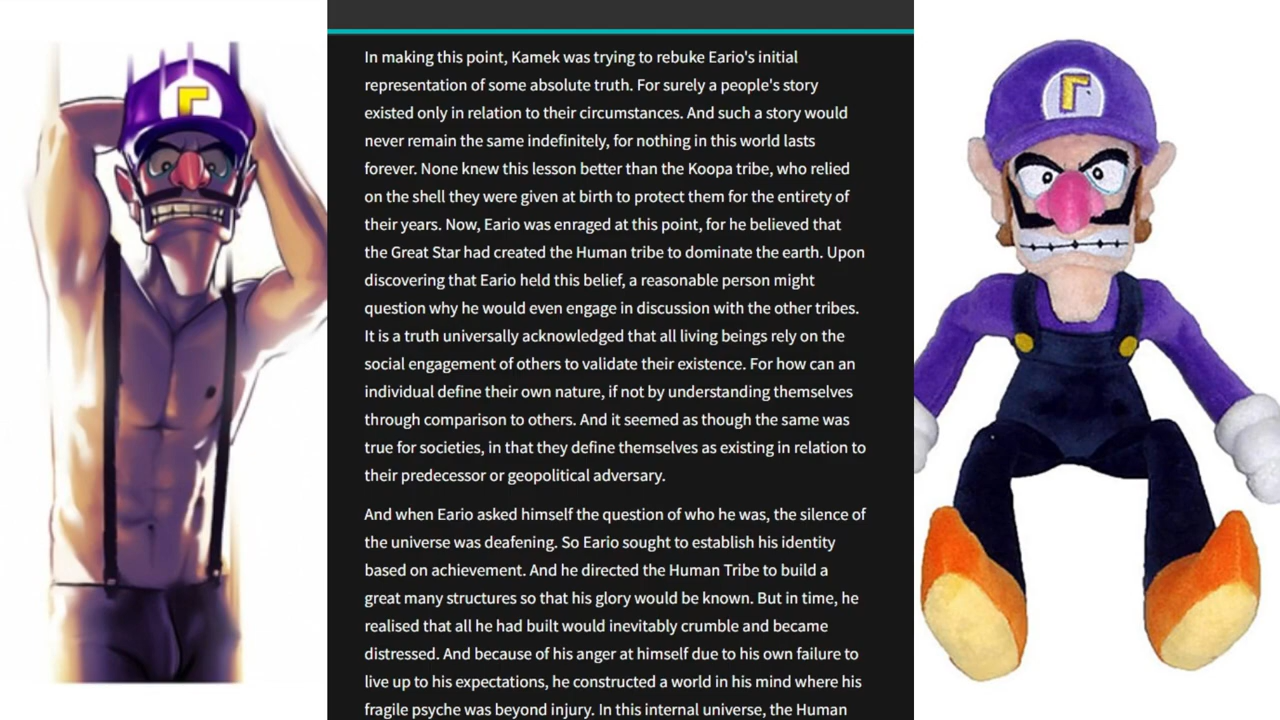 In making this point, Kamek was trying to rebuke Eario's initial
representation of some absolute truth. For surely a people's story
existed only in relation to their circumstances. And such a story would
never remain the same indefinitely, for nothing in this world lasts
forever. None knew this lesson better than the Koopa tribe, who relied
on the shell they were given at birth to protect them for the entirety of
their years. Now, Eario was enraged at this point, for he believed that
the Great Star had created the Human tribe to dominate the earth. Upon
discovering that Eario held this belief, a reasonable person might
question why he would even engage in discussion with the other tribes.
It is a truth universally acknowledged that all living beings rely on the
social engagement of others to validate their existence. For how can an
individual define their own nature, if not by understanding themselves
through comparison to others. And it seemed as though the same was
true for societies, in that they define themselves as existing in relation to
their predecessor or geopolitical adversary.
And when Eario asked himself the question of who he was, the silence of
the universe was deafening. So Eario sought to establish his identity
based on achievement. And he directed the Human Tribe to build a
great many structures so that his glory would be known. But in time, he
realised that all he had built would inevitably crumble and became
distressed. And because of his anger at himself due to his own failure to
live up to his expectations, he constructed a world in his mind where his
fragile psyche was beyond injury. In this internal universe, the Human